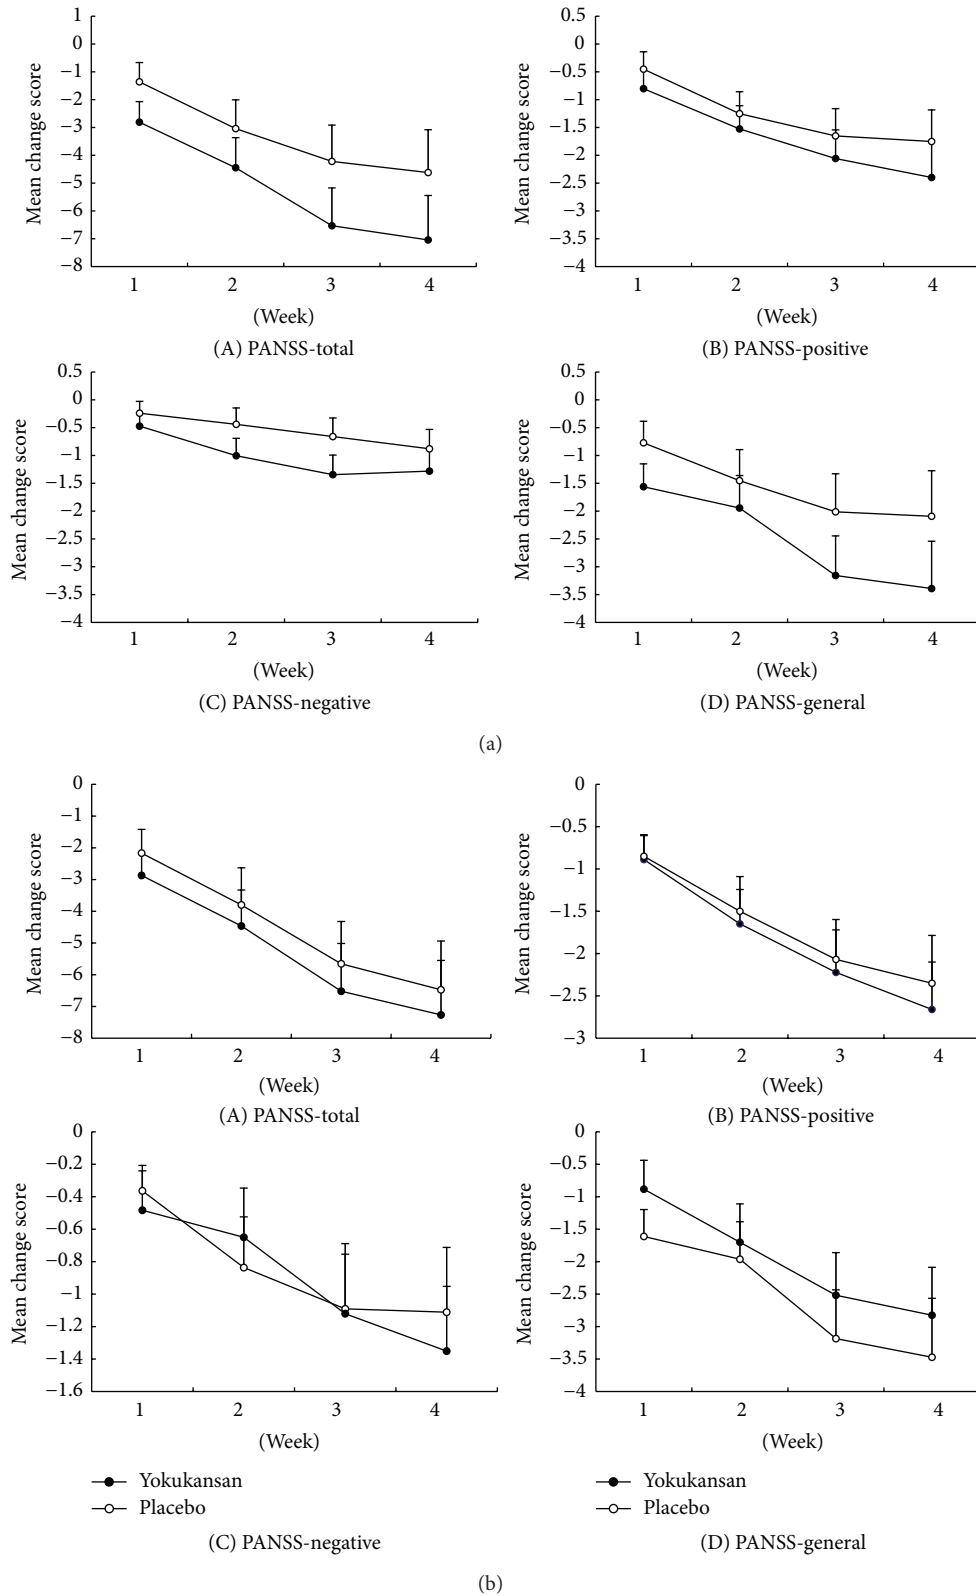 1
0
−1
−2
−3
−4
−5
−6
−7
−8
Mean change score
1 2 3 4
(Week)
(A) PANSS-total
0.5
0
−0.5
−1
−1.5
−2
−2.5
−3
−3.5
−4
Mean change score
1 2 3 4
(Week)
(B) PANSS-positive
0.5
0
−0.5
−1
−1.5
−2
−2.5
−3
−3.5
−4
Mean change score
1 2 3 4
(Week)
(C) PANSS-negative
0.5
0
−0.5
−1
−1.5
−2
−2.5
−3
−3.5
−4
Mean change score
1 2 3 4
(Week)
(D) PANSS-general
(a)
0
−1
−2
−3
−4
−5
−6
−7
−8
Mean change score
1 2 3 4
(Week)
(A) PANSS-total
0
−0.5
−1
−1.5
−2
−2.5
−3
Mean change score
1 2 3 4
(Week)
(B) PANSS-positive
0
−0.2
−0.4
−0.6
−0.8
−1
−1.2
−1.4
−1.6
Mean change score
1 2 3 4
(Week)
Yokukansan
Placebo
(C) PANSS-negative
0
−0.5
−1
−1.5
−2
−2.5
−3
−3.5
−4
Mean change score
1 2 3 4
(Week)
Yokukansan
Placebo
(D) PANSS-general
(b)